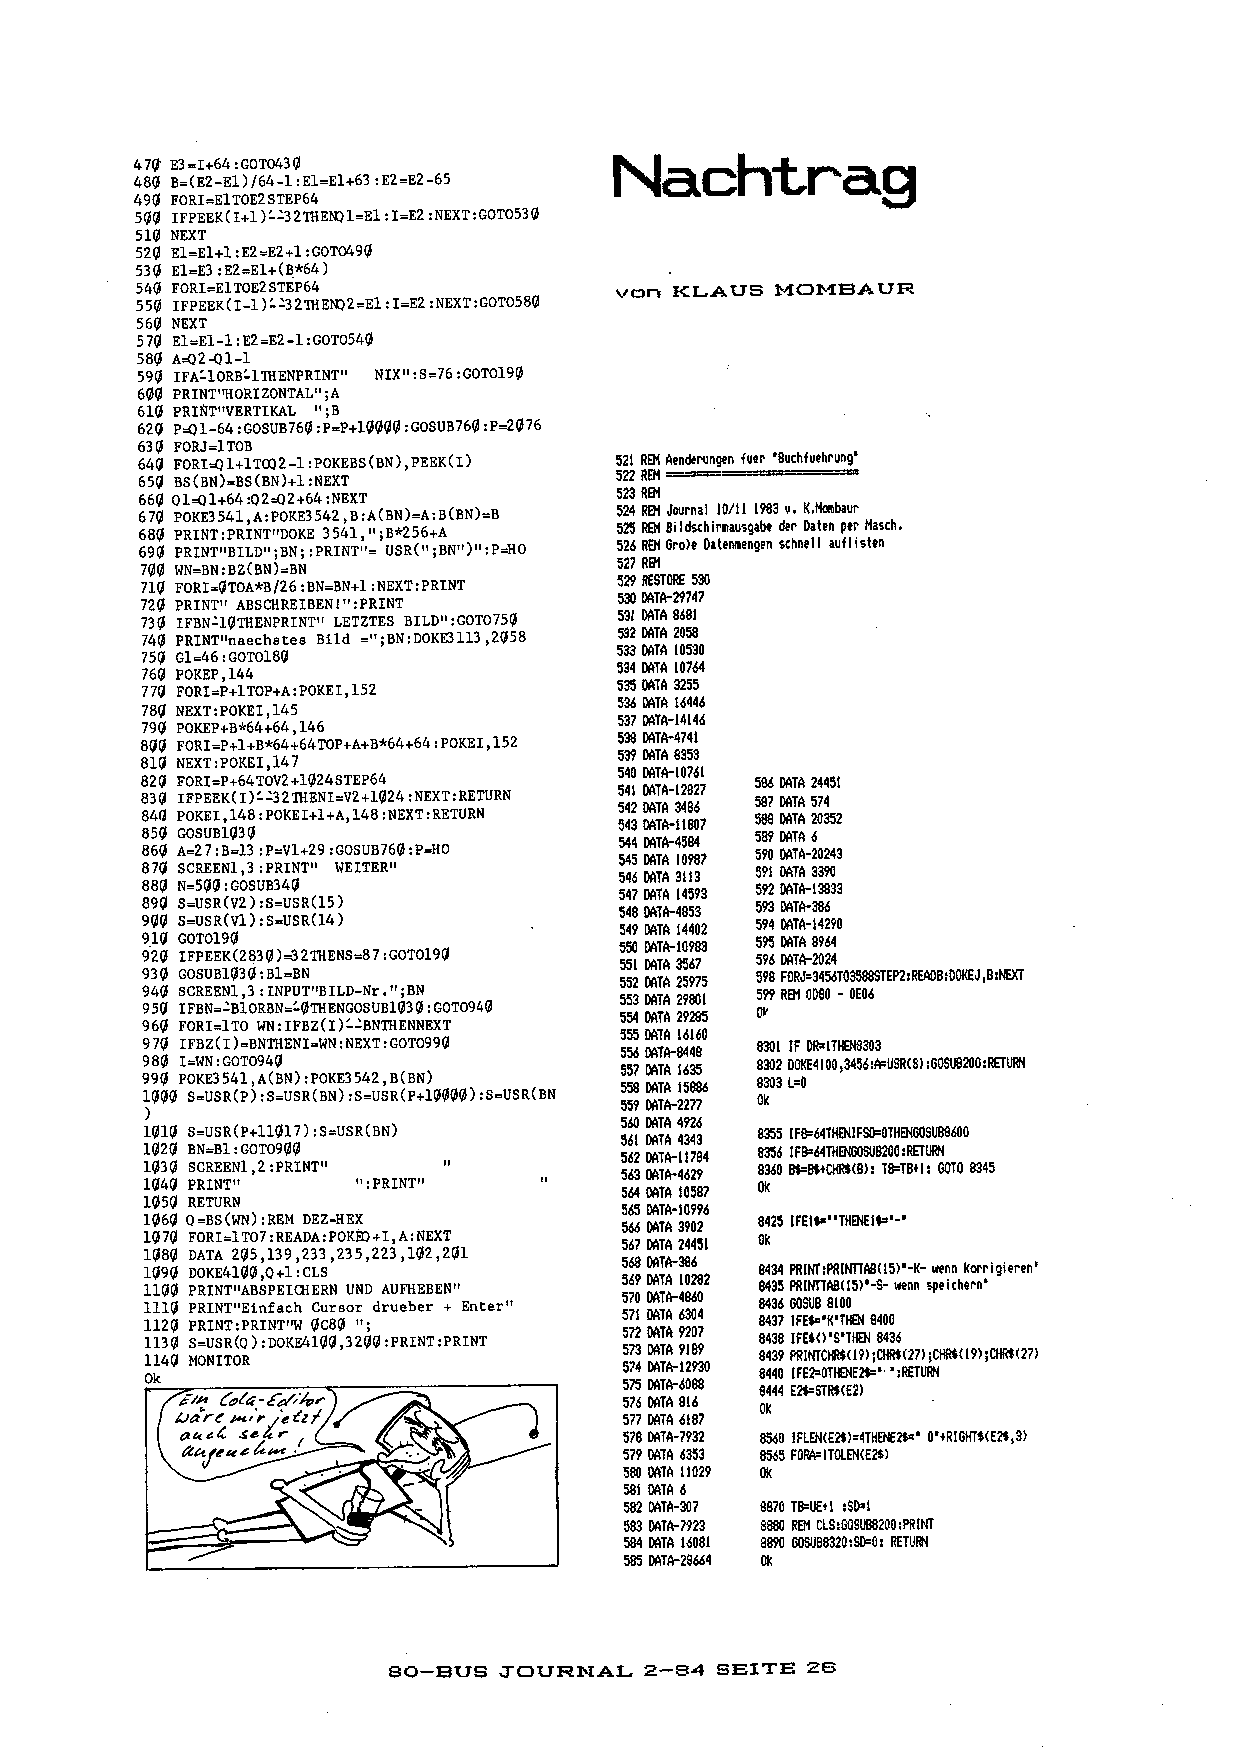 470 E3=I+64:GOTO430
480 B=(E2-E1)/64-1:E1=E1+63:E2=E2-65
490 FORI=E1TOE2STEP64
500 IFPEEK(I+1)^^32THENQ1=E1:I=E2:NEXT:GOTO530
510 NEXT
520 E1=E1+1:E2=E2+1:GOTO490
530 E1=E3:E2=E1+(B*64)
540 FORI=E1TOE2STEP64
550 IFPEEK(I-1)^^32THENQ2=E1:I=E2:NEXT:GOTO580
560 NEXT
570 E1=E1-1:E2=E2-1:GOTO540
580 A=Q2-Q1-1
590 IFA^1ORB^1THENPRINT"   NIX":S=76:GOTO190
600 PRINT"HORIZONTAL";A
610 PRINT"VERTIKAL  ";B
620 P=Q1-64:GOSUB760:P=P+10000:GOSUB760:P=2076
630 FORJ=1TOB
640 FORI=Q1+1TOQ2-1:POKEBS(BN),PEEK(I)
650 BS(BN)=BS(BN)+1:NEXT
660 Q1=Q1+64:Q2=Q2+64:NEXT
670 POKE3541,A:POKE3542,B:A(BN)=A:B(BN)=B
680 PRINT:PRINT"DOKE 3541,";B*256+A
690 PRINT"BILD";BN;:PRINT"= USR(";BN")":P=HO
700 WN=BN:BZ(BN)=BN
710 FORI=0TOA*B/26:BN=BN+1:NEXT:PRINT
720 PRINT" ABSCHREIBEN!":PRINT
730 IFBN^10THENPRINT" LETZTES BILD":GOTO750
740 PRINT"naechstes Bild =";BN:DOKE3113,2058
750 G1=46:GOTO180
760 POKEP,144
770 FORI=P+1TOP+A:POKEI,152
780 NEXT:POKEI,145
790 POKEP+B*64+64,146
800 FORI=P+1+B*64+64TOP+A+B*64+64:POKEI,152
810 NEXT:POKEI,147
820 FORI=P+64TOV2+1024STEP64
830 IFPEEK(I)^^32THENI=V2+1024:NEXT:RETURN
840 POKEI,148:POKEI+1+A,148:NEXT:RETURN
850 GOSUB1030
860 A=27:B=13:P=V1+29:GOSUB760:P=HO
870 SCREEN1,3:PRINT"  WEITER"
880 N=500:GOSUB340
890 S=USR(V2):S=USR(15)
900 S=USR(V1):S=USR(14)
910 GOTO190
920 IFPEEK(2830)=32THENS=87:GOTO190
930 GOSUB1030:B1=BN
940 SCREEN1,3:INPUT"BILD-Nr.";BN
950 IFBN=^B1ORBN=^0THENGOSUB1030:GOTO940
960 FORI=1TO WN:IFBZ(I)^^BNTHENNEXT
970 IFBZ(I)=BNTHENI=WN:NEXT:GOTO990
980 I=WN:GOTO940
990 POKE3541,A(BN):POKE3542,B(BN)
1000 S=USR(P):S=USR(BN):S=USR(P+10000):S=USR(BN
)
1010 S=USR(P+11017):S=USR(BN)
1020 BN=B1:GOTO900
1030 SCREEN1,2:PRINT"               "
1040 PRINT"               ":PRINT"               "
1050 RETURN
1060 Q=BS(WN):REM DEZ-HEX
1070 FORI=1TO7:READA:POKEQ+I,A:NEXT
1080 DATA 205,139,233,235,223,102,201
1090 DOKE4100,Q+1:CLS
1100 PRINT"ABSPEICHERN UND AUFHEBEN"
1110 PRINT"Einfach Cursor drueber + Enter"
1120 PRINT:PRINT"W 0C80 ";
1130 S=USR(Q):DOKE4100,3200:PRINT:PRINT
1140 MONITOR
Ok
Ein Cola-Editor
wäre mir jetzt
auch sehr
angenehm!
Nachtrag
von KLAUS MOMBAUR
521 REM Aenderungen fuer "Buchfuehrung"
522 REM ==============================
523 REM
524 REM Journal 10/11 1983 v. K.Mombaur
525 REM Bildschirmausgabe der Daten per Masch.
526 REM Gro)e Datenmengen schnell auflisten
527 REM
529 RESTORE 530
530 DATA-29747
531 DATA 8681
532 DATA 2058
533 DATA 10530
534 DATA 10764
535 DATA 3255
536 DATA 16446
537 DATA-14146
538 DATA-4741
539 DATA 8353
540 DATA-10761
541 DATA-12827
542 DATA 3486
543 DATA-11807
544 DATA-4584
545 DATA 10987
546 DATA 3113
547 DATA 14593
548 DATA-4853
549 DATA 14402
550 DATA-10983
551 DATA 3567
552 DATA 25975
553 DATA 29801
554 DATA 29285
555 DATA 16160
556 DATA-8448
557 DATA 1635
558 DATA 15886
559 DATA-2277
560 DATA 4926
561 DATA 4343
562 DATA-11784
563 DATA-4629
564 DATA 10587
565 DATA-10996
566 DATA 3902
567 DATA 24451
568 DATA-386
569 DATA 10282
570 DATA-4860
571 DATA 6304
572 DATA 9207
573 DATA 9189
574 DATA-12930
575 DATA-6088
576 DATA 816
577 DATA 6187
578 DATA-7932
579 DATA 6353
580 DATA 11029
581 DATA 6
582 DATA-307
583 DATA-7923
584 DATA 16081
585 DATA-28664
586 DATA 24451
587 DATA 574
588 DATA 20352
589 DATA 6
590 DATA-20243
591 DATA 3390
592 DATA-13833
593 DATA-386
594 DATA-14290
595 DATA 8964
596 DATA-2024
598 FORJ=3456TO3588STEP2:READB:DOKEJ,B:NEXT
599 REM 0D80 - 0E06
Ok
8301 IF DR=1THEN8303
8302 DOKE4100,3456:A=USR(S):GOSUB200:RETURN
8303 L=0
Ok
8355 IFB=64THENIFSD=0THENGOSUB8600
8356 IFB=64THENGOSUB200:RETURN
8360 B$=B$+CHR$(B): TB=TB+1: GOTO 8345
Ok
8425 IFE1$=""THENE1$="-"
Ok
8434 PRINT:PRINTTAB(15)"-K- wenn Korrigieren"
8435 PRINTTAB(15)"-S- wenn speichern"
8436 GOSUB 8100
8437 IFE$="K"THEN 8400
8438 IFE$()"S"THEN 8436
8439 PRINTCHR$(19);CHR$(27);CHR$(19);CHR$(27)
8440 IFE2=0THENE2$="- ":RETURN
8444 E2$=STR$(E2)
Ok
8560 IFLEN(E2$)=4THENE2$=" 0"+RIGHT$(E2$,3)
8565 FORA=1TOLEN(E2$)
Ok
8870 TB=UE+1 :SD=1
8880 REM CLS:GOSUB8200:PRINT
8890 GOSUB8320:SD=0: RETURN
Ok
80-BUS JOURNAL 2-84 SEITE 26